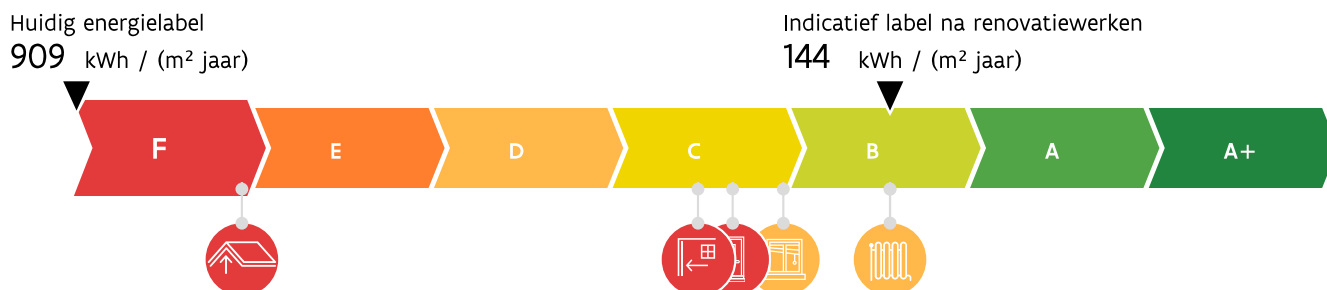 Huidig energielabel
909 kWh / (m² jaar)
Indicatief label na renovatiewerken
144 kWh / (m² jaar)
F E D C B A A+